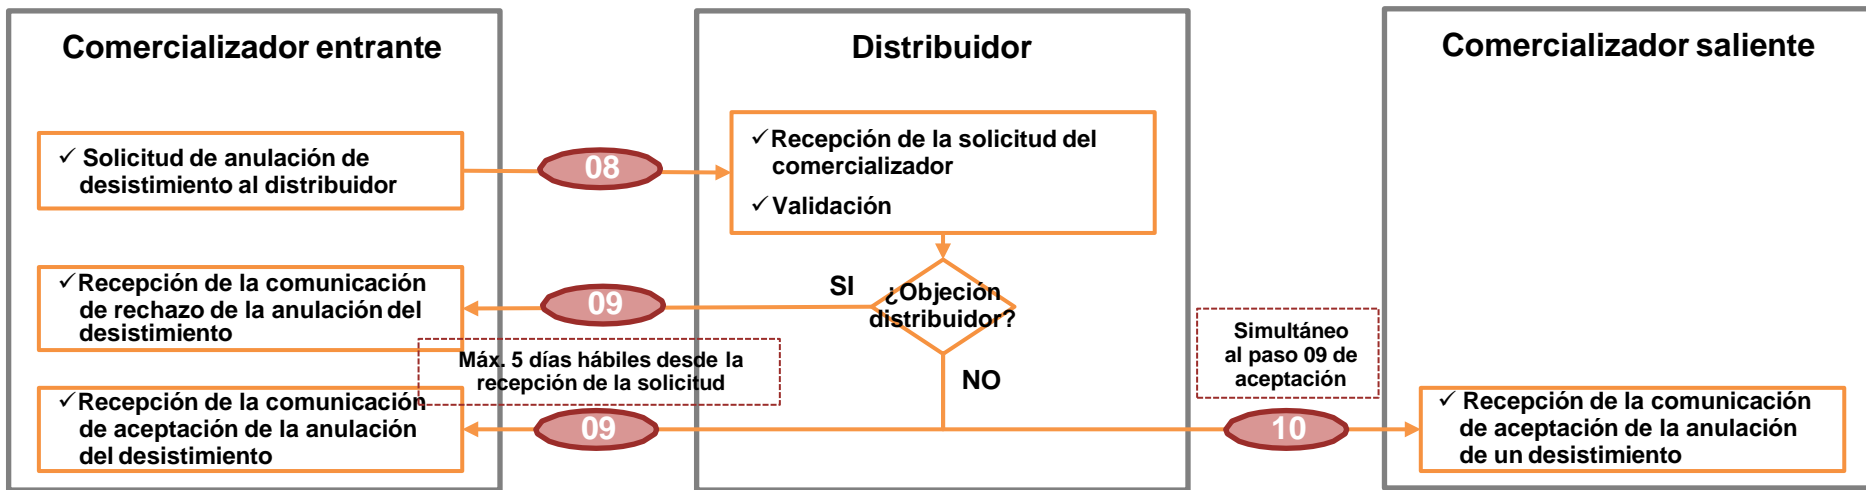 Comercializador entrante
Distribuidor
Comercializador saliente
✓ Solicitud de anulación de
desistimiento al distribuidor
08
✓ Recepción de la solicitud del
comercializador
✓ Validación
✓ Recepción de la comunicación
de rechazo de la anulación del
desistimiento
09
SI
¿Objeción
distribuidor?
NO
Máx. 5 días hábiles desde la
recepción de la solicitud
Simultáneo
al paso 09 de
aceptación
✓ Recepción de la comunicación
de aceptación de la anulación
del desistimiento
09
10
✓ Recepción de la comunicación
de aceptación de la anulación
de un desistimiento